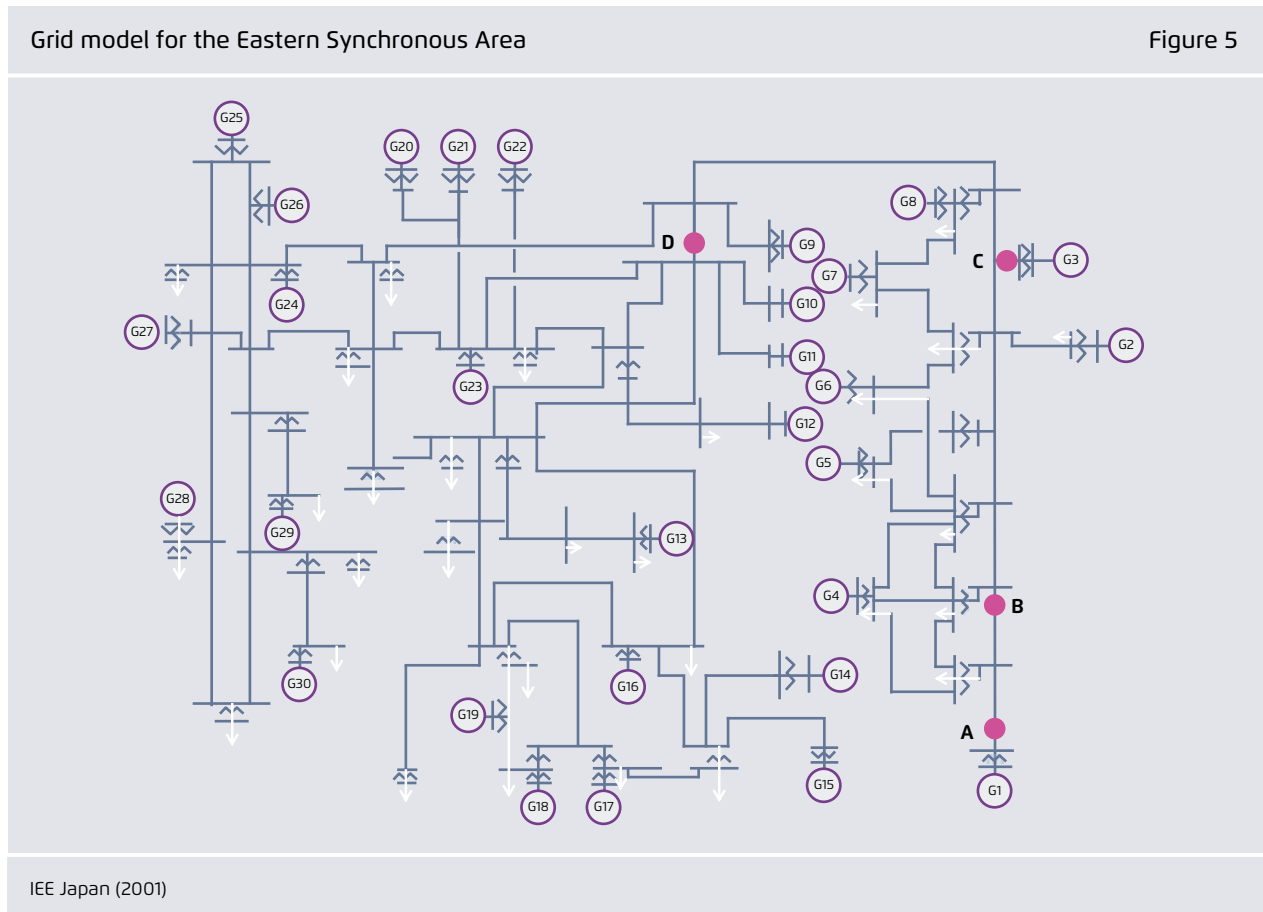 Grid model for the Eastern Synchronous Area
Figure 5
G25
G20
G21
G22
G26
G8
D
G9
C
G3
G7
G24
G10
G27
G2
G11
G23
G6
G12
G5
G28
G29
G13
G4
B
G30
G16
G14
G19
A
G15
G1
G18
G17
IEE Japan (2001)